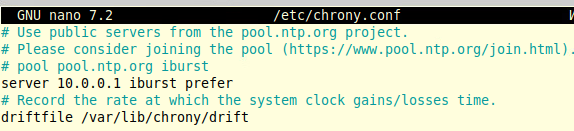 GNU nano 7.2 /etc/chrony.conf
# Use public servers from the pool.ntp.org project.
# Please consider joining the pool (https://www.pool.ntp.org/join.html).
# pool pool.ntp.org iburst
server 10.0.0.1 iburst prefer
# Record the rate at which the system clock gains/losses time.
driftfile /var/lib/chrony/drift